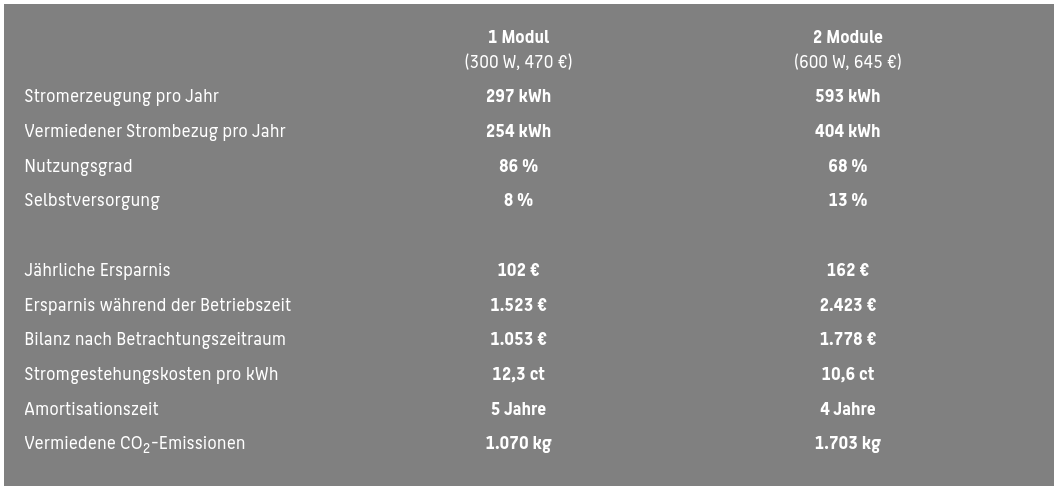 1 Modul 2 Module
(300 W, 470 €) (600 W, 645 €)
Stromerzeugung pro Jahr 297 kWh 593 kWh
Vermiedener Strombezug pro Jahr 254 kWh 404 kWh
Nutzungsgrad 86 % 68 %
Selbstversorgung 8 % 13 %
Jährliche Ersparnis 102 € 162 €
Ersparnis während der Betriebszeit 1.523 € 2.423 €
Bilanz nach Betrachtungszeitraum 1.053 € 1.778 €
Stromgestehungskosten pro kWh 12,3 ct 10,6 ct
Amortisationszeit 5 Jahre 4 Jahre
Vermiedene CO₂-Emissionen 1.070 kg 1.703 kg